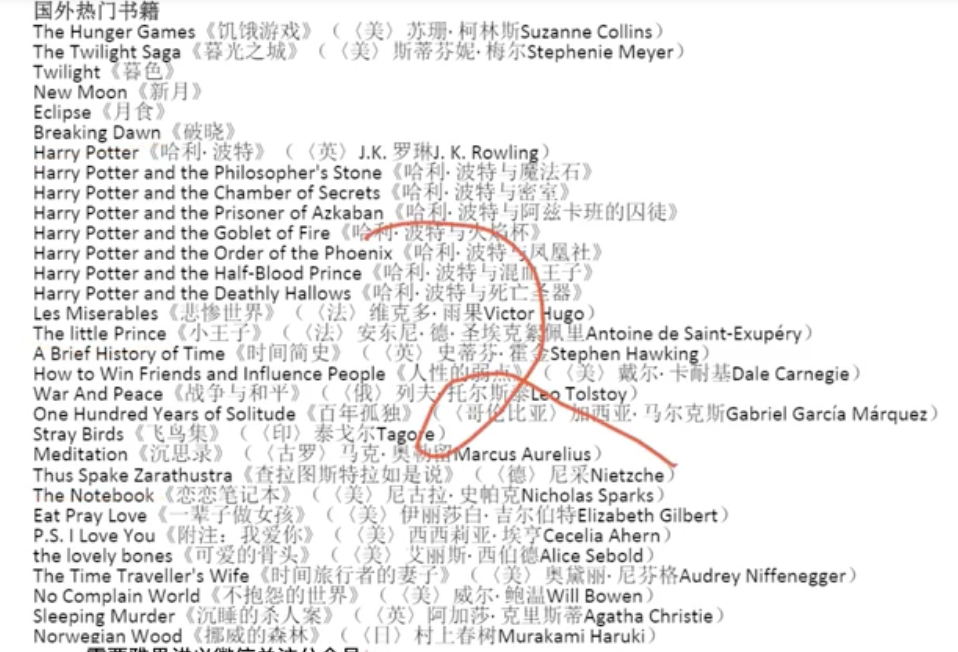 国外热门书籍
The Hunger Games《饥饿游戏》（〈美〉苏珊·柯林斯Suzanne Collins）
The Twilight Saga《暮光之城》（〈美〉斯蒂芬妮·梅尔Stephenie Meyer）
Twilight《暮色》
New Moon《新月》
Eclipse《月食》
Breaking Dawn《破晓》
Harry Potter《哈利·波特》（〈英〉J.K. 罗琳J. K. Rowling）
Harry Potter and the Philosopher's Stone《哈利·波特与魔法石》
Harry Potter and the Chamber of Secrets《哈利·波特与密室》
Harry Potter and the Prisoner of Azkaban《哈利·波特与阿兹卡班的囚徒》
Harry Potter and the Goblet of Fire《哈利·波特与火焰杯》
Harry Potter and the Order of the Phoenix《哈利·波特与凤凰社》
Harry Potter and the Half-Blood Prince《哈利·波特与混血王子》
Harry Potter and the Deathly Hallows《哈利·波特与死亡圣器》
Les Miserables《悲惨世界》（〈法〉维克多·雨果Victor Hugo）
The little Prince《小王子》（〈法〉安东尼·德·圣埃克絮佩里Antoine de Saint-Exupéry）
A Brief History of Time《时间简史》（〈英〉史蒂芬·霍金Stephen Hawking）
How to Win Friends and Influence People《人性的弱点》（〈美〉戴尔·卡耐基Dale Carnegie）
War And Peace《战争与和平》（〈俄〉列夫·托尔斯泰Leo Tolstoy）
One Hundred Years of Solitude《百年孤独》（〈哥伦比亚〉加西亚·马尔克斯Gabriel García Márquez）
Stray Birds《飞鸟集》（〈印〉泰戈尔Tagore）
Meditation《沉思录》（〈古罗〉马克·奥勒留Marcus Aurelius）
Thus Spake Zarathustra《查拉图斯特拉如是说》（〈德〉尼采Nietzche）
The Notebook《恋恋笔记本》（〈美〉尼古拉·史帕克Nicholas Sparks）
Eat Pray Love《一辈子做女孩》（〈美〉伊丽莎白·吉尔伯特Elizabeth Gilbert）
P.S. I Love You《附注：我爱你》（〈美〉西西莉亚·埃亨Cecelia Ahern）
the lovely bones《可爱的骨头》（〈美〉艾丽斯·西伯德Alice Sebold）
The Time Traveller's Wife《时间旅行者的妻子》（〈美〉奥黛丽·尼芬格Audrey Niffenegger）
No Complain World《不抱怨的世界》（〈美〉威尔·鲍温Will Bowen）
Sleeping Murder《沉睡的杀人案》（〈英〉阿加莎·克里斯蒂Agatha Christie）
Norwegian Wood《挪威的森林》（〈日〉村上春树Murakami Haruki）